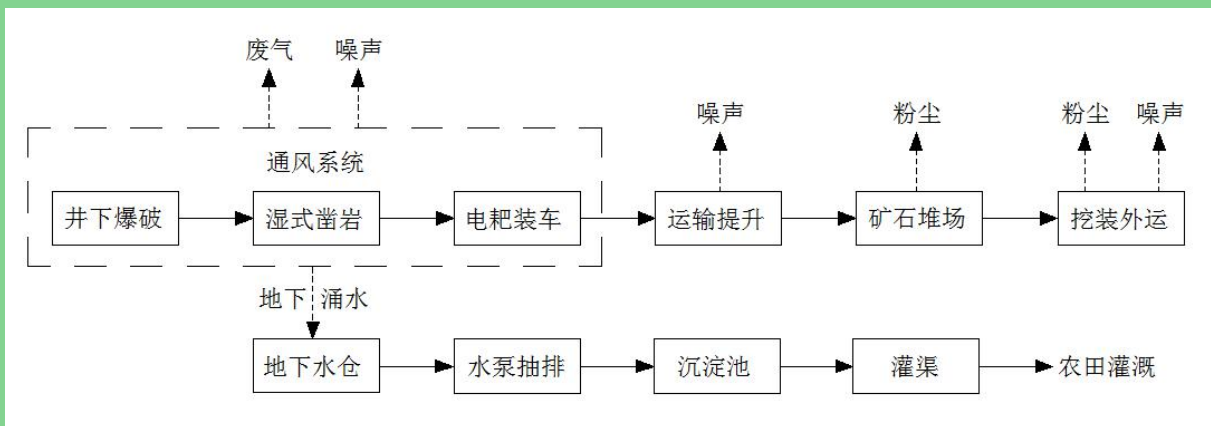 废气 噪声
噪声 粉尘 粉尘 噪声
通风系统
井下爆破 湿式凿岩 电耙装车 运输提升 矿石堆场 挖装外运
地下涌水
地下水仓 水泵抽排 沉淀池 灌渠 农田灌溉